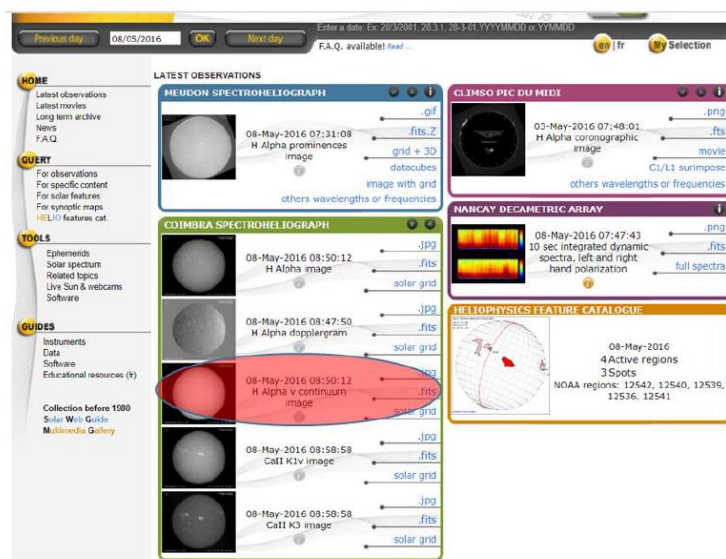 Previous day
08/05/2016
OK
Next day
Enter a date: Ex: 28/3/2001, 28.3.1, 28-3-01, YYYYMMDD or YYMMDD
F.A.Q. available! Read ...
en | fr
My Selection
HOME
Latest observations
Latest movies
Long term archive
News
F.A.Q.
QUERY
For observations
For specific content
For solar features
For synoptic maps
HELIO features cat.
TOOLS
Ephemerids
Solar spectrum
Related topics
Live Sun & webcams
Software
GUIDES
Instruments
Data
Software
Educational resources (fr)
Collection before 1980
Solar Web Guide
Multimedia Gallery
LATEST OBSERVATIONS
MEUDON SPECTROHELIOGRAPH
08-May-2016 07:31:08
H Alpha prominences
image
.gif
.fits.Z
grid + 3D
datacubes
image with grid
others wavelengths or frequencies
COIMBRA SPECTROHELIOGRAPH
08-May-2016 08:50:12
H Alpha image
.jpg
.fits
solar grid
08-May-2016 08:47:50
H Alpha dopplergram
.jpg
.fits
solar grid
08-May-2016 08:50:12
H Alpha v continuum
image
.jpg
.fits
solar grid
08-May-2016 08:58:58
CaII K1v image
.jpg
.fits
solar grid
08-May-2016 08:58:58
CaII K3 image
.jpg
.fits
solar grid
CLIMSO PIC DU MIDI
03-May-2016 07:48:01
H Alpha coronographic
image
.png
.fts
movie
C1/L1 surimpose
others wavelengths or frequencies
NANCAY DECAMETRIC ARRAY
08-May-2016 07:47:43
10 sec integrated dynamic
spectra, left and right
hand polarization
.png
.fits
full spectra
HELIOPHYSICS FEATURE CATALOGUE
08-May-2016
4 Active regions
3 Spots
NOAA regions: 12542, 12540, 12539,
12536, 12541